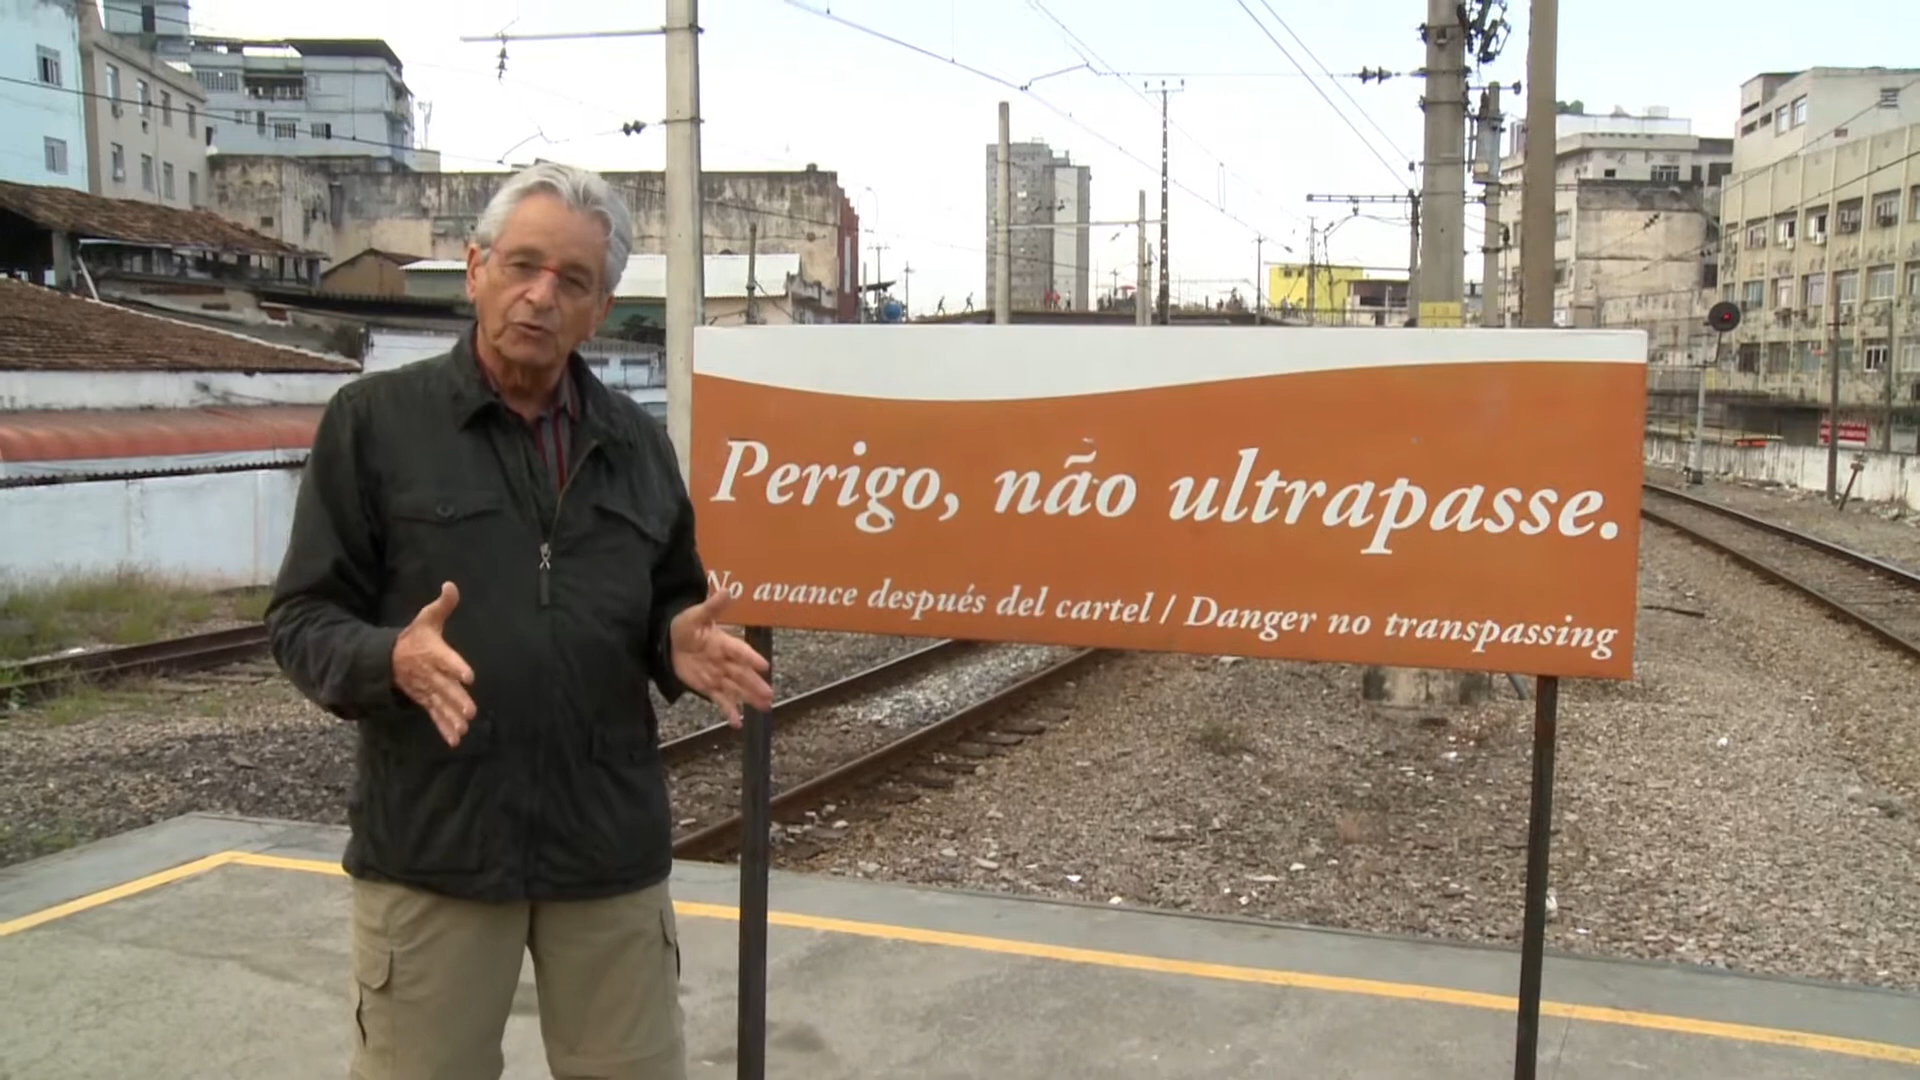 Perigo, não ultrapasse.
No avance después del cartel / Danger no transpassing